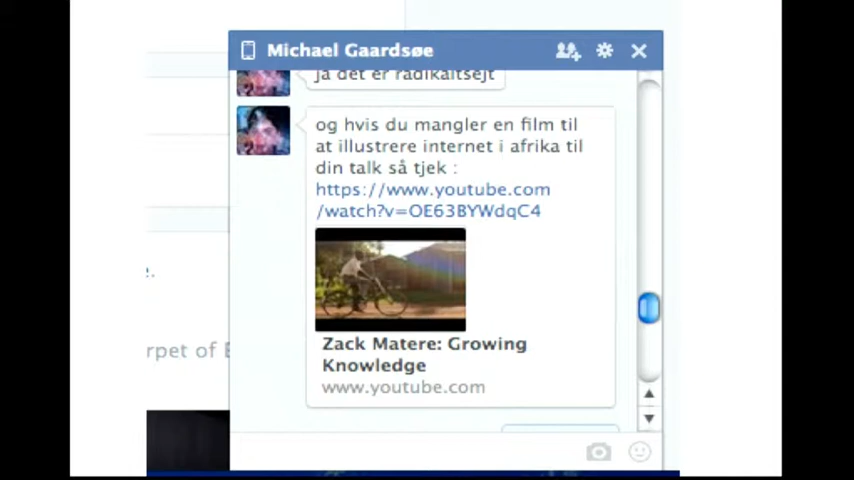 Michael Gaardsøe
ja det er radikaltsejt
og hvis du mangler en film til
at illustrere internet i afrika til
din talk så tjek :
https://www.youtube.com
/watch?v=OE63BYWdqC4
Zack Matere: Growing
Knowledge
www.youtube.com
e.
rpet of E